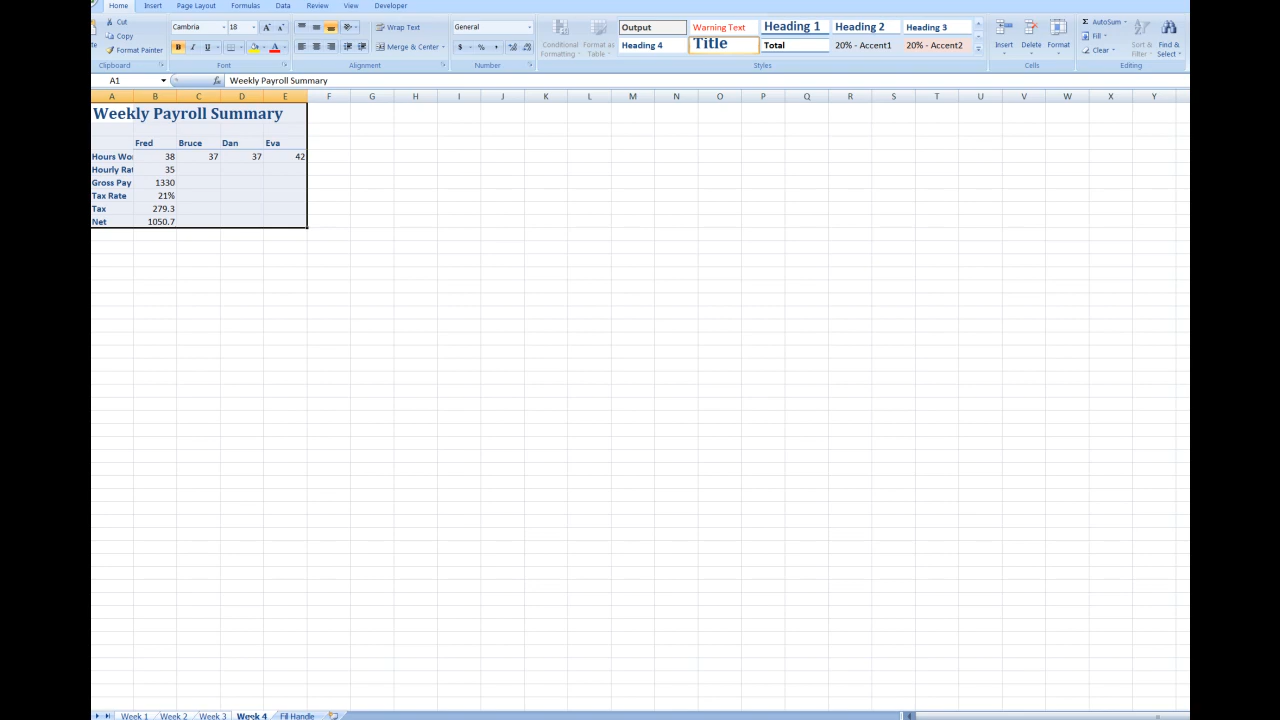 Home Insert Page Layout Formulas Data Review View Developer
Cut
Copy
Format Painter
Clipboard
Cambria 18
B I U
Font
Wrap Text
Merge & Center
Alignment
General
$ % ,
Number
Conditional Formatting
Format as Table
Output Warning Text Heading 1 Heading 2 Heading 3
Heading 4 Title Total 20% - Accent1 20% - Accent2
Styles
Insert Delete Format
Cells
Σ AutoSum
Fill
Clear
Sort & Filter
Find & Select
Editing
A1 fx Weekly Payroll Summary
A B C D E F G H I J K L M N O P Q R S T U V W X Y
Weekly Payroll Summary
Fred Bruce Dan Eva
Hours Wor 38 37 37 42
Hourly Rat 35
Gross Pay 1330
Tax Rate 21%
Tax 279.3
Net 1050.7
Week 1 Week 2 Week 3 Week 4 Fill Handle